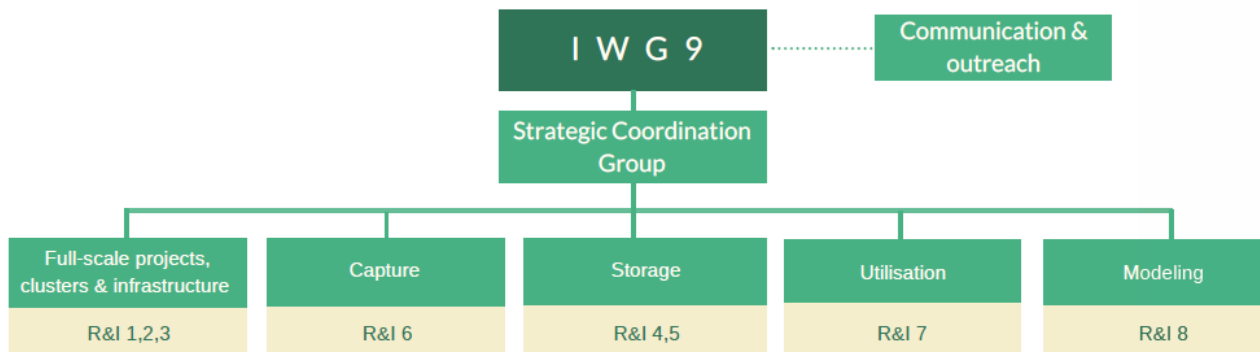 I W G 9
Communication &
outreach
Strategic Coordination
Group
Full-scale projects,
clusters & infrastructure
Capture
Storage
Utilisation
Modeling
R&I 1,2,3
R&I 6
R&I 4,5
R&I 7
R&I 8